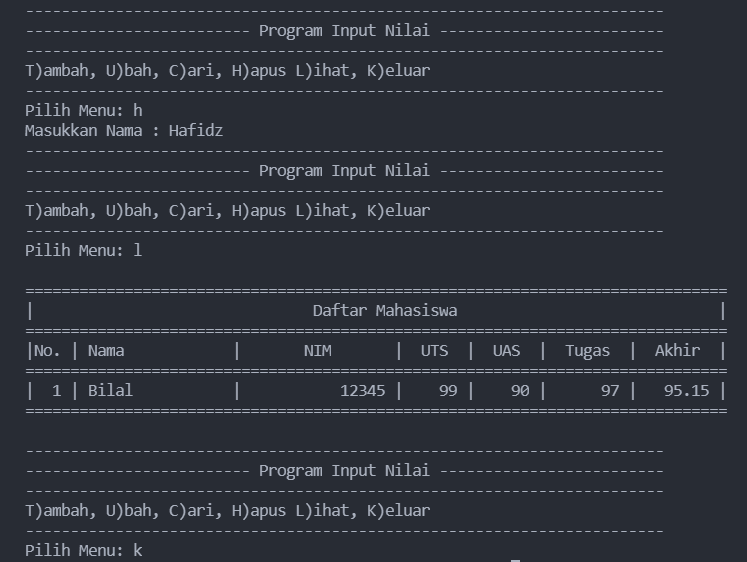 -----------------------------------------------------------------------
------------------------- Program Input Nilai -------------------------
-----------------------------------------------------------------------
T)ambah, U)bah, C)ari, H)apus L)ihat, K)eluar
-----------------------------------------------------------------------
Pilih Menu: h
Masukkan Nama : Hafidz
-----------------------------------------------------------------------
------------------------- Program Input Nilai -------------------------
-----------------------------------------------------------------------
T)ambah, U)bah, C)ari, H)apus L)ihat, K)eluar
-----------------------------------------------------------------------
Pilih Menu: l
==============================================================================
|                               Daftar Mahasiswa                             |
==============================================================================
|No. | Nama            |       NIM       |  UTS  |  UAS  |  Tugas  |  Akhir  |
==============================================================================
|  1 | Bilal           |           12345 |    99 |    90 |      97 |   95.15 |
==============================================================================
-----------------------------------------------------------------------
------------------------- Program Input Nilai -------------------------
-----------------------------------------------------------------------
T)ambah, U)bah, C)ari, H)apus L)ihat, K)eluar
-----------------------------------------------------------------------
Pilih Menu: k